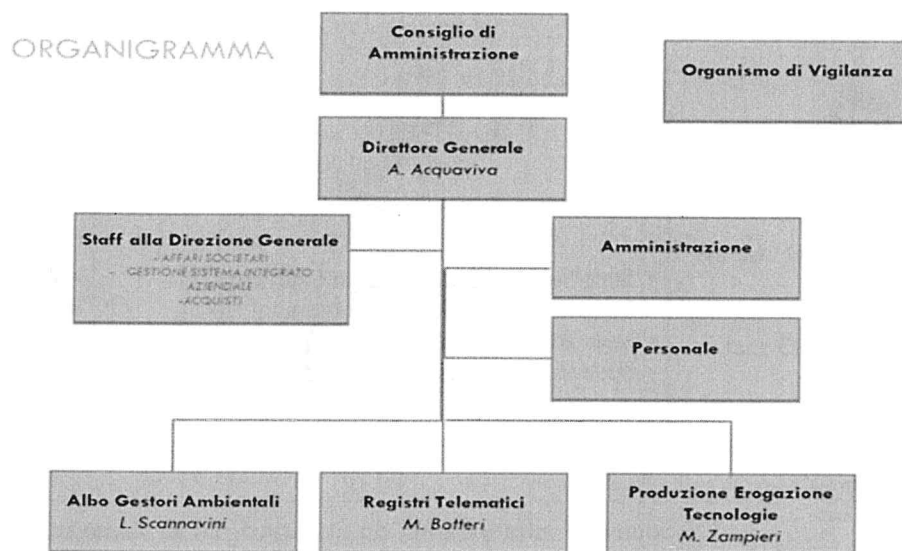 ORGANIGRAMMA
Consiglio di
Amministrazione
Organismo di Vigilanza
Direttore Generale
A. Acquaviva
Staff alla Direzione Generale
- AFFARI SOCIETARI
- GESTIONE SISTEMA INTEGRATO
AZIENDALE
-ACQUISTI
Amministrazione
Personale
Albo Gestori Ambientali
L. Scannavini
Registri Telematici
M. Botteri
Produzione Erogazione
Tecnologie
M. Zampieri